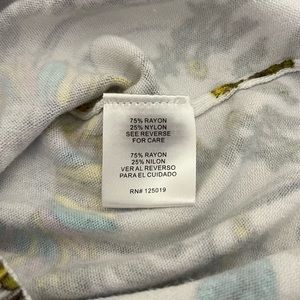 75% RAYON
25% NYLON
SEE REVERSE
FOR CARE
75% RAYON
25% NILON
VER AL REVERSO
PARA EL CUIDADO
RN# 125019